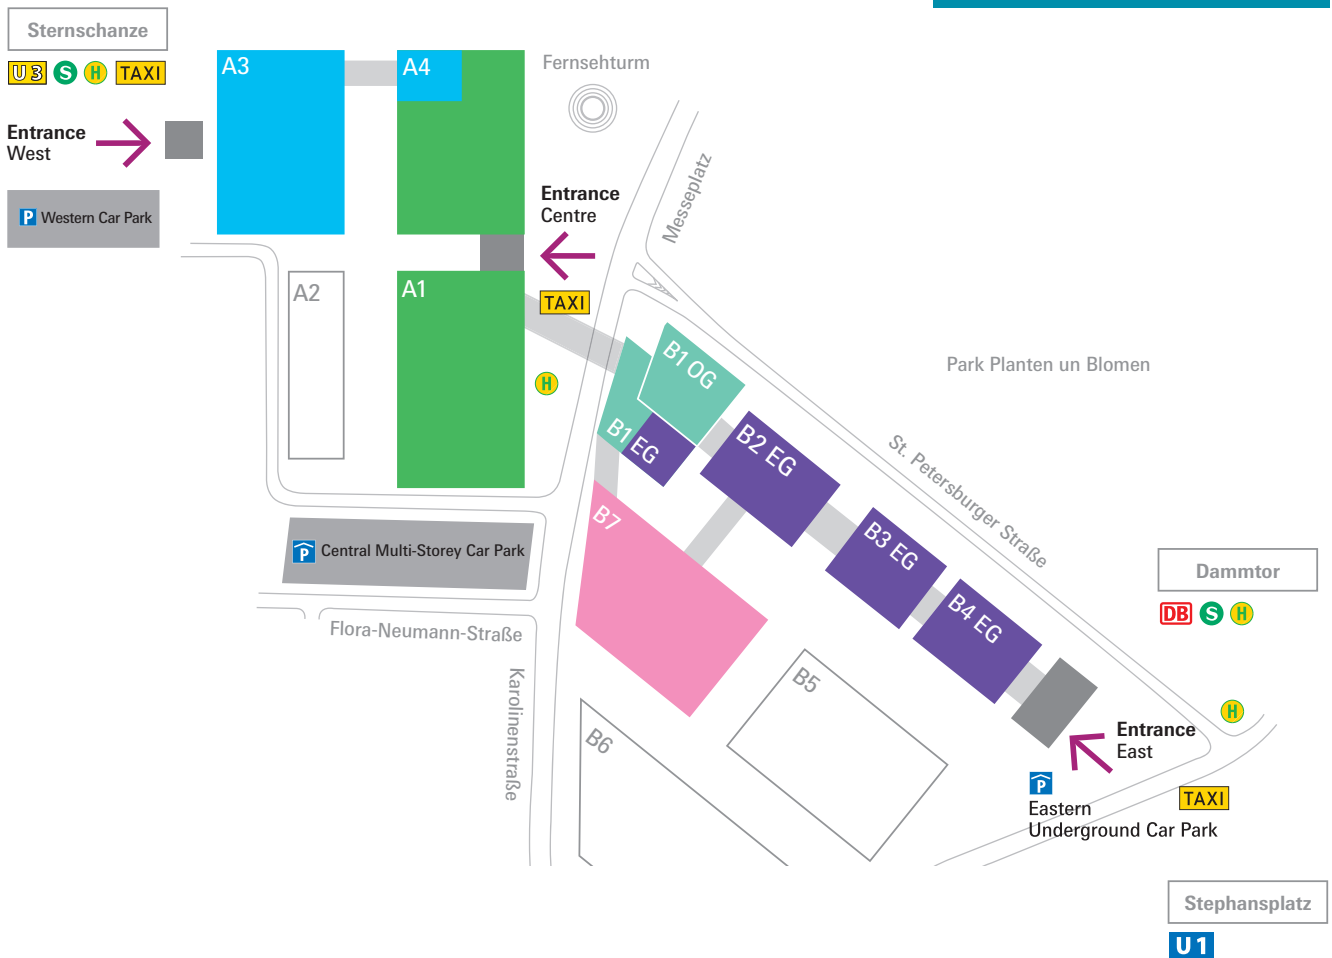 Sternschanze
U3 S H TAXI
Entrance
West
P Western Car Park
A3
A4
Fernsehturm
Messeplatz
Entrance
Centre
TAXI
A2
A1
H
B1 OG
B1 EG
B2 EG
B3 EG
B4 EG
B7
Park Planten un Blomen
St. Petersburger Straße
P Central Multi-Storey Car Park
Flora-Neumann-Straße
Karolinenstraße
B5
B6
Dammtor
DB S H
H
Entrance
East
P
Eastern
Underground Car Park
TAXI
Stephansplatz
U1